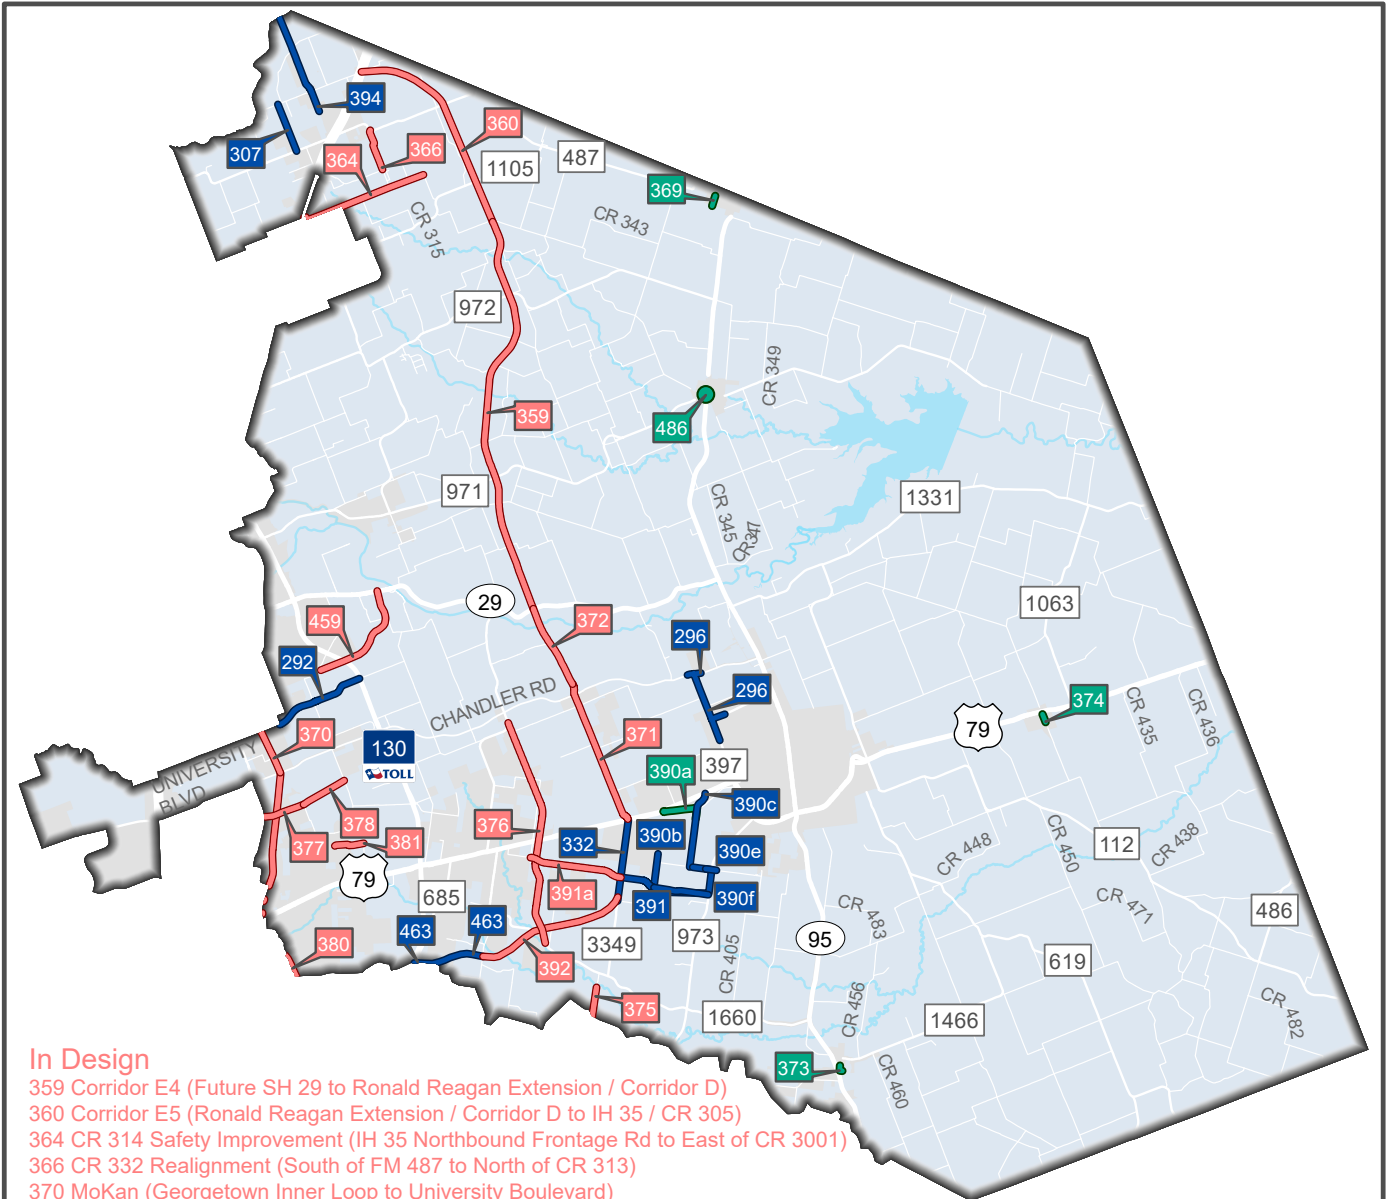 394
307
364
366
360
1105
487
369
CR 343
CR 315
972
CR 349
359
486
971
CR 345
CR 347
1331
29
1063
459
372
296
292
296
CHANDLER RD
374
CR 435
CR 436
79
370
130
TOLL
371
397
UNIVERSITY
BLVD
390a
390c
378
376
332
390b
377
381
390e
CR 448
CR 450
112
CR 438
79
391a
391
390f
685
CR 471
486
463
463
CR 483
3349
973
95
380
392
CR 405
619
375
1660
CR 456
1466
CR 482
373
CR 460
In Design
359 Corridor E4 (Future SH 29 to Ronald Reagan Extension / Corridor D)
360 Corridor E5 (Ronald Reagan Extension / Corridor D to IH 35 / CR 305)
364 CR 314 Safety Improvement (IH 35 Northbound Frontage Rd to East of CR 3001)
366 CR 332 Realignment (South of FM 487 to North of CR 313)
370 MoKan (Georgetown Inner Loop to University Boulevard)